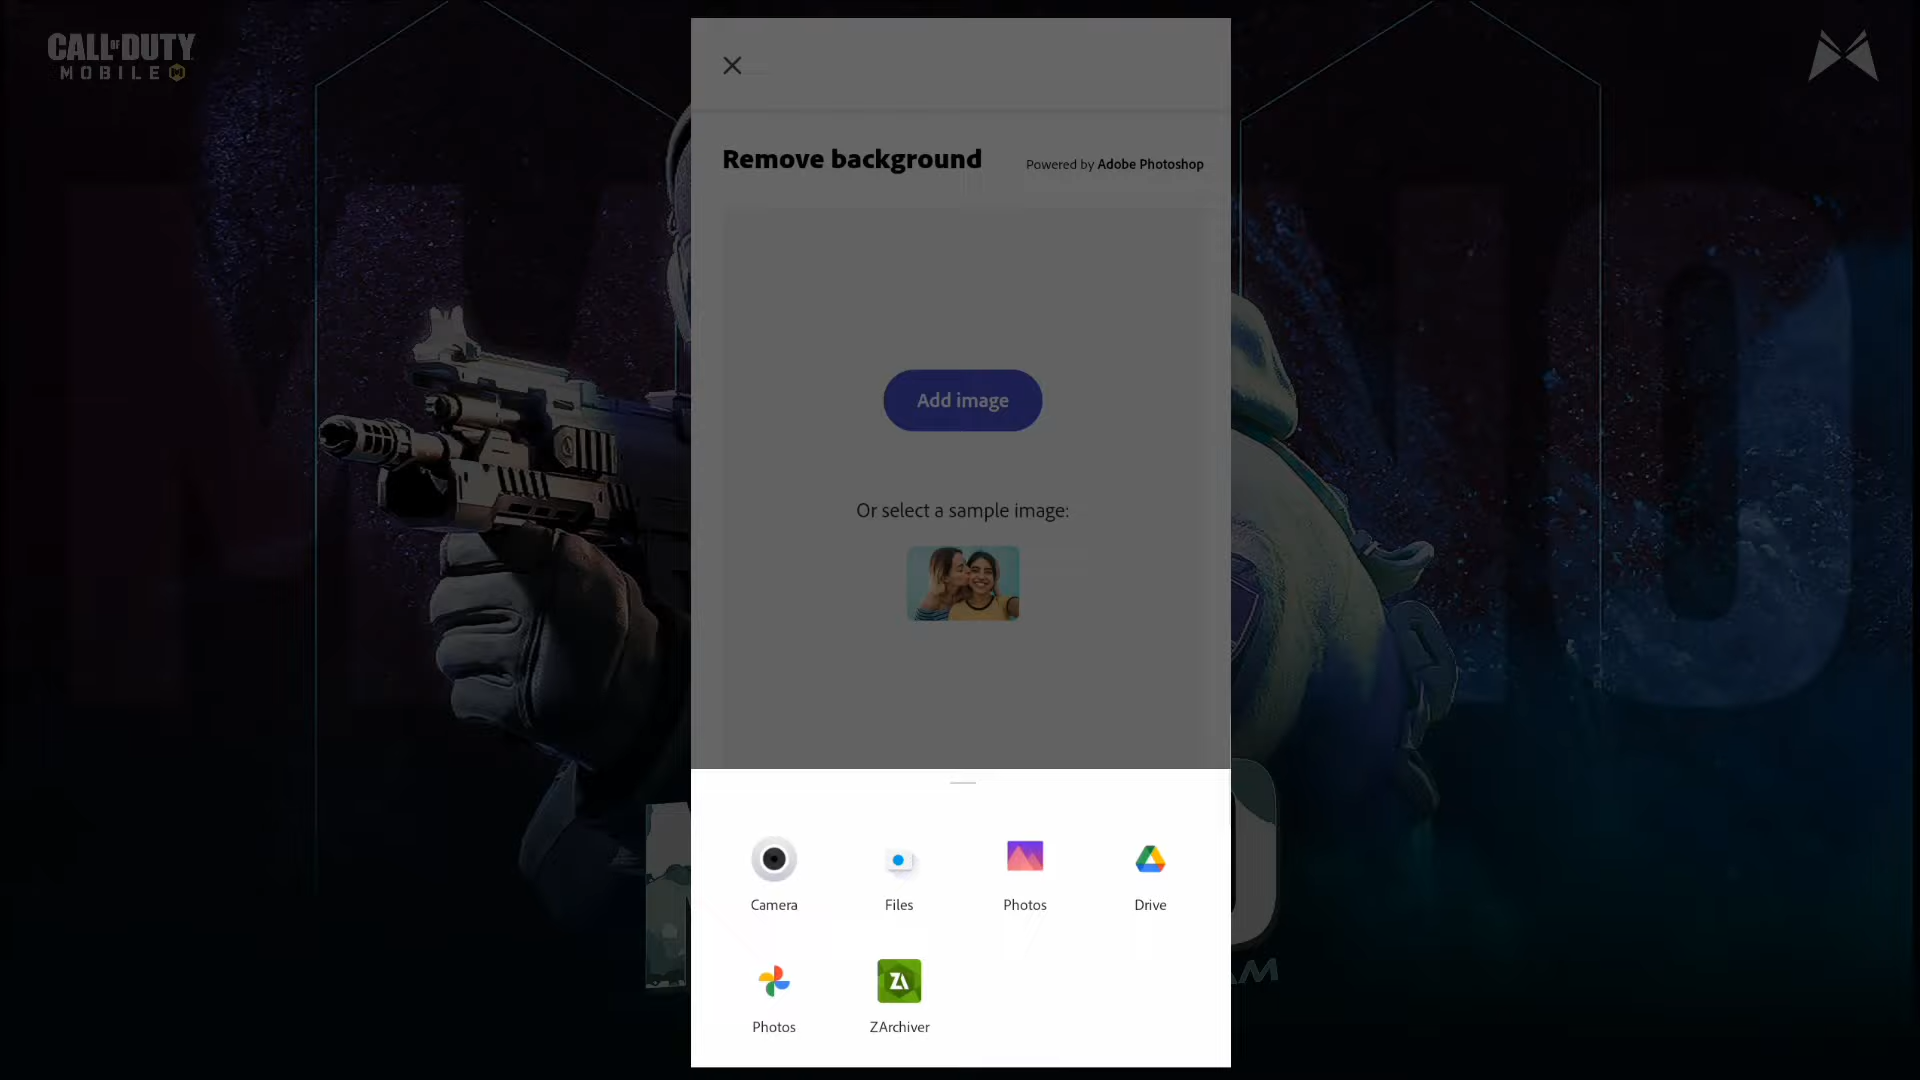 CALL OF DUTY
MOBILE
Remove background
Powered by Adobe Photoshop
Add image
Or select a sample image:
Camera
Files
Photos
Drive
Photos
ZA
ZArchiver